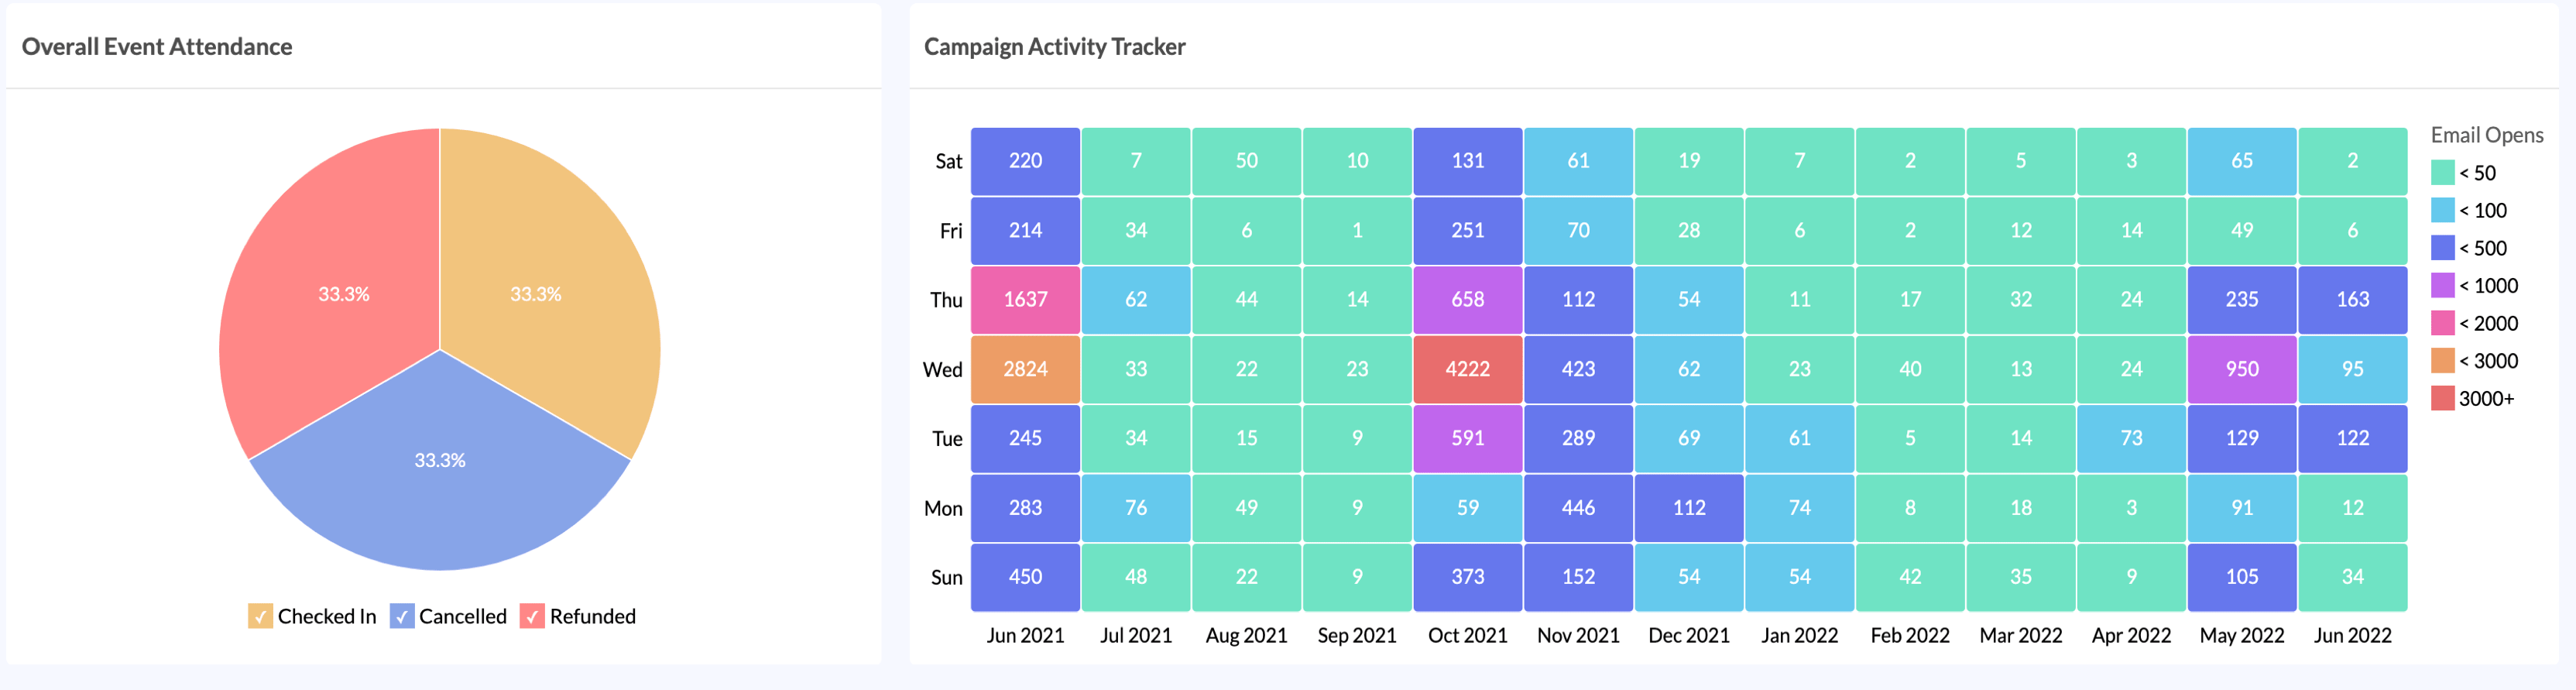 Overall Event Attendance
33.3%
33.3%
33.3%
✓ Checked In ✓ Cancelled ✓ Refunded
Campaign Activity Tracker
Sat 220 7 50 10 131 61 19 7 2 5 3 65 2
Fri 214 34 6 1 251 70 28 6 2 12 14 49 6
Thu 1637 62 44 14 658 112 54 11 17 32 24 235 163
Wed 2824 33 22 23 4222 423 62 23 40 13 24 950 95
Tue 245 34 15 9 591 289 69 61 5 14 73 129 122
Mon 283 76 49 9 59 446 112 74 8 18 3 91 12
Sun 450 48 22 9 373 152 54 54 42 35 9 105 34
Jun 2021 Jul 2021 Aug 2021 Sep 2021 Oct 2021 Nov 2021 Dec 2021 Jan 2022 Feb 2022 Mar 2022 Apr 2022 May 2022 Jun 2022
Email Opens
< 50
< 100
< 500
< 1000
< 2000
< 3000
3000+